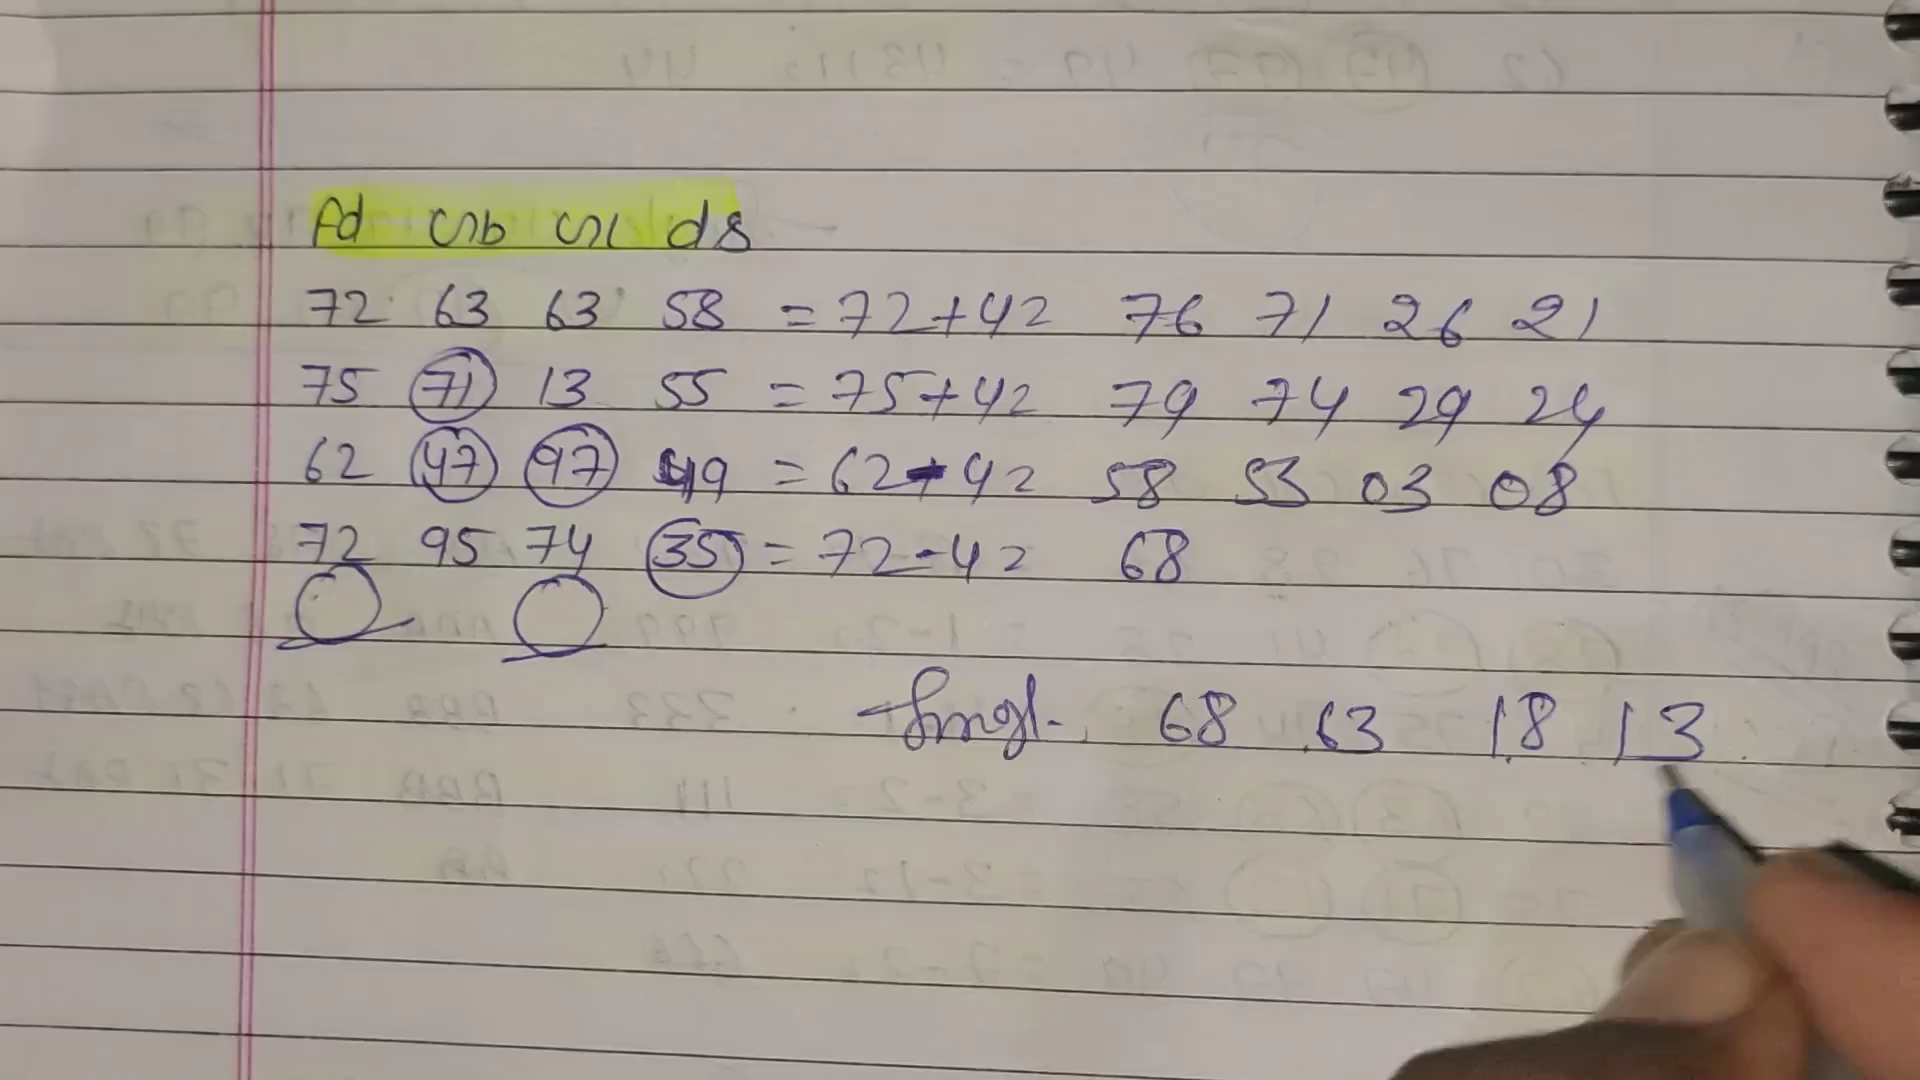 Fd Gb Gl ds
72 63 63 58 = 72+42 76 71 26 21
75 71 13 55 = 75+42 79 74 29 24
62 47 97 49 = 62-42 58 53 03 08
72 95 74 35 = 72-42 68
Singl- 68 63 18 13